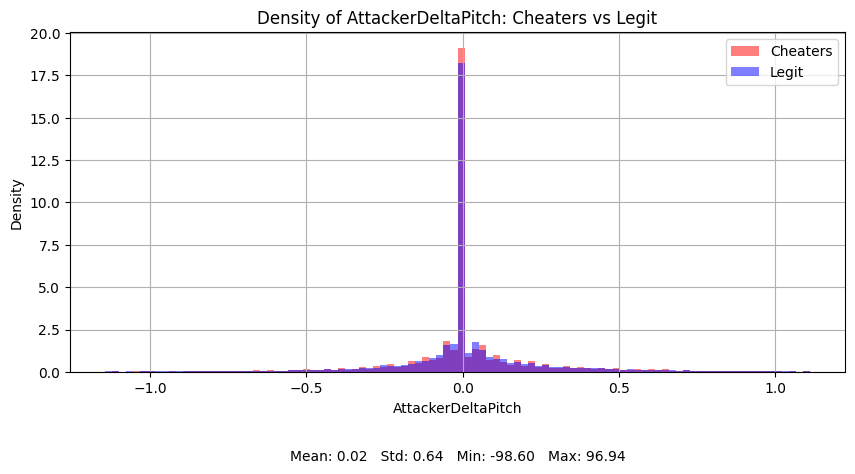 Density of AttackerDeltaPitch: Cheaters vs Legit
20.0
17.5
15.0
12.5
10.0
7.5
5.0
2.5
0.0
Density
Cheaters
Legit
−1.0 −0.5 0.0 0.5 1.0
AttackerDeltaPitch
Mean: 0.02 Std: 0.64 Min: -98.60 Max: 96.94